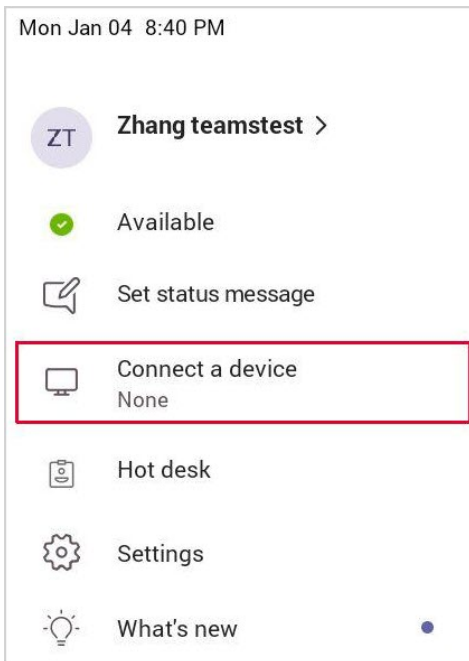 Mon Jan 04 8:40 PM
ZT
Zhang teamstest >
Available
Set status message
Connect a device
None
Hot desk
Settings
What's new